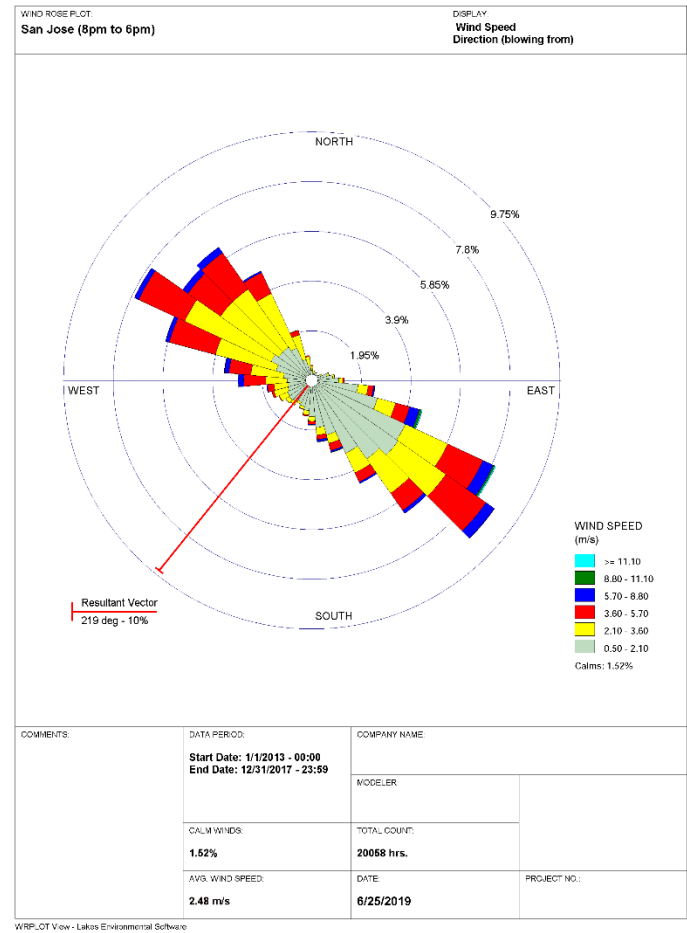 WIND ROSE PLOT:
San Jose (8pm to 6pm)
DISPLAY:
Wind Speed
Direction (blowing from)
NORTH
9.75%
7.8%
5.85%
3.9%
1.95%
WEST
EAST
SOUTH
Resultant Vector
219 deg - 10%
WIND SPEED
(m/s)
>= 11.10
8.80 - 11.10
5.70 - 8.80
3.60 - 5.70
2.10 - 3.60
0.50 - 2.10
Calms: 1.52%
COMMENTS:
DATA PERIOD:
Start Date: 1/1/2013 - 00:00
End Date: 12/31/2017 - 23:59
COMPANY NAME:
MODELER:
CALM WINDS:
1.52%
TOTAL COUNT:
20058 hrs.
AVG. WIND SPEED:
2.48 m/s
DATE:
6/25/2019
PROJECT NO.:
WRPLOT View - Lakes Environmental Software